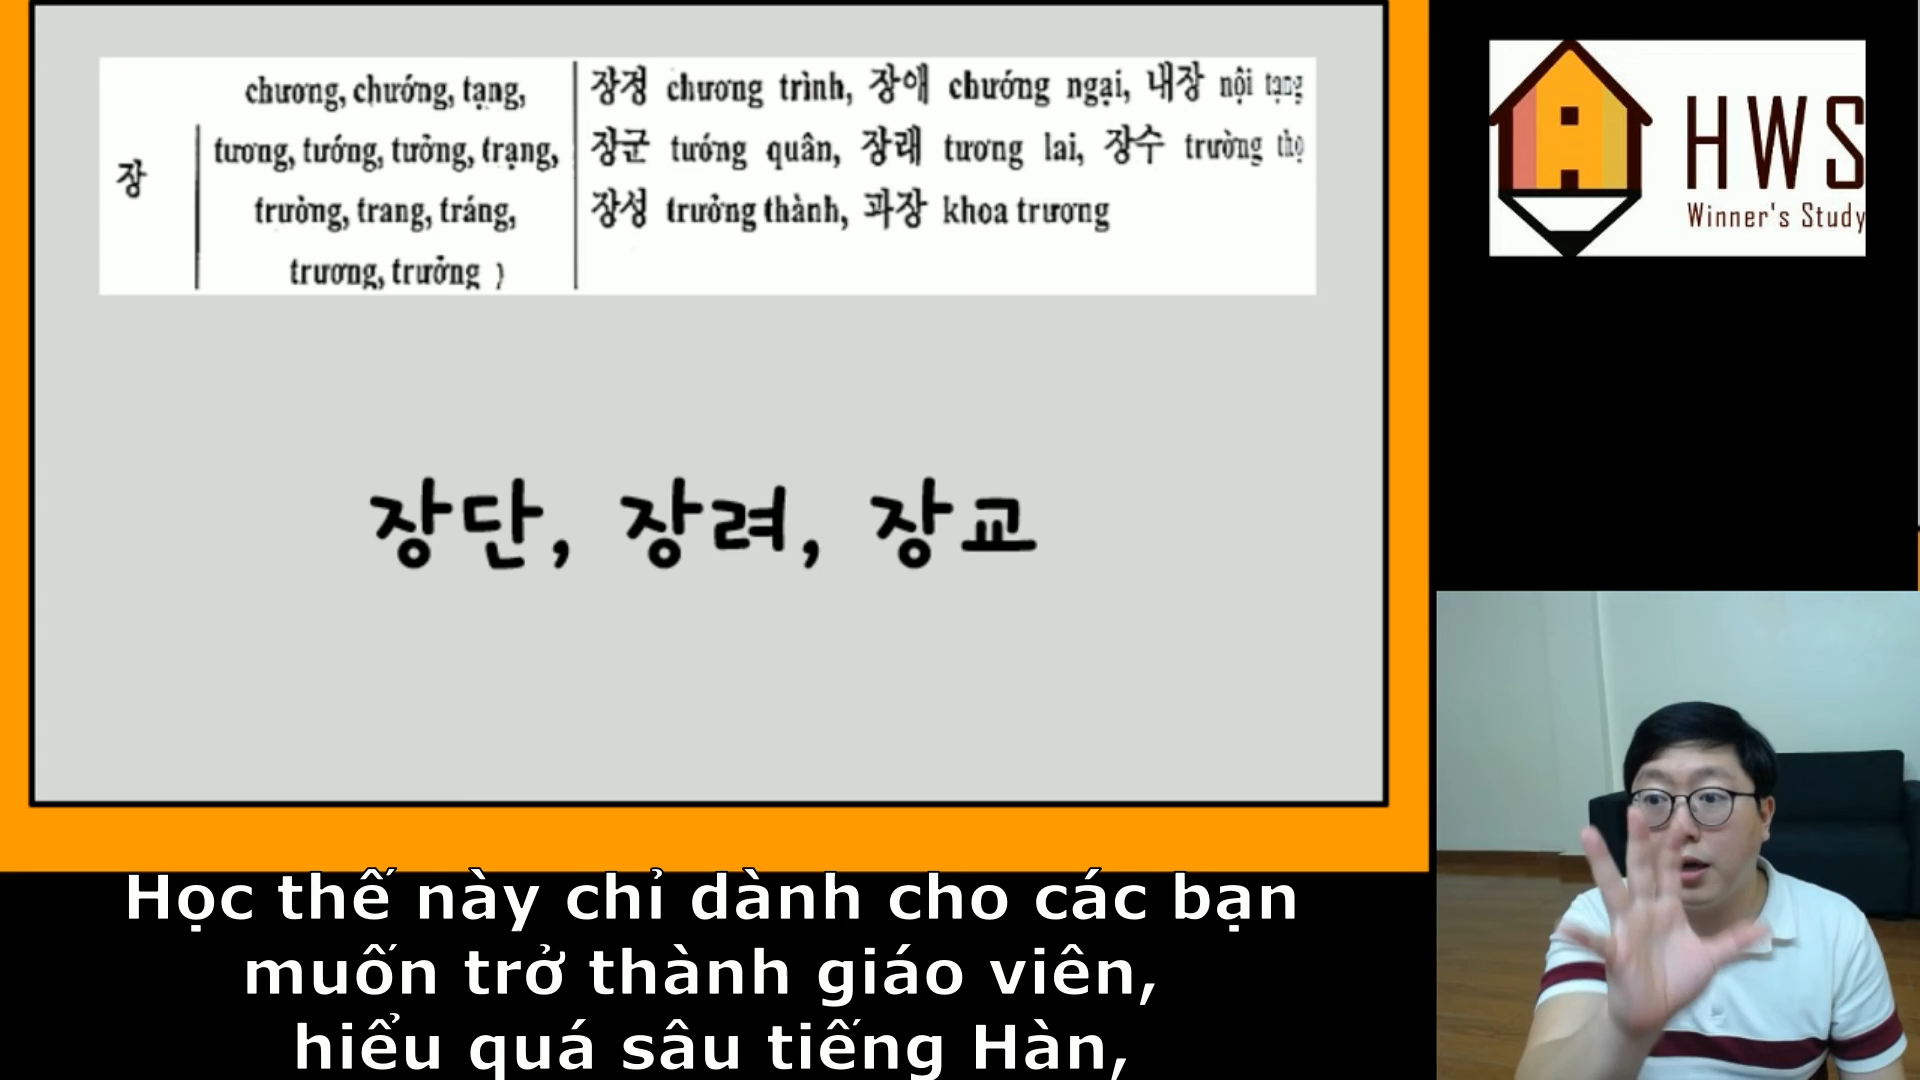 장
chương, chướng, tạng,
tương, tướng, tưởng, trạng,
trường, trang, tráng,
trương, trưởng )
장정 chương trình, 장애 chướng ngại, 내장 nội tạng
장군 tướng quân, 장래 tương lai, 장수 trường thọ
장성 trưởng thành, 과장 khoa trương
장단, 장려, 장교
HWS
Winner's Study
Học thế này chỉ dành cho các bạn
muốn trở thành giáo viên,
hiểu quá sâu tiếng Hàn,